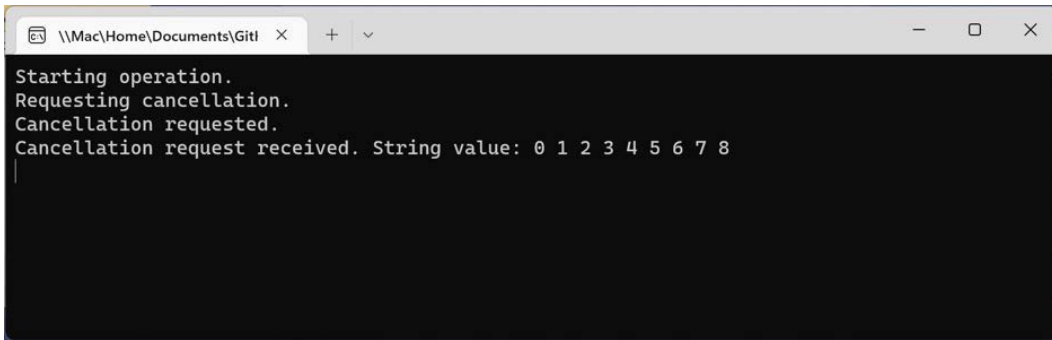 \\Mac\Home\Documents\Git
Starting operation.
Requesting cancellation.
Cancellation requested.
Cancellation request received. String value: 0 1 2 3 4 5 6 7 8